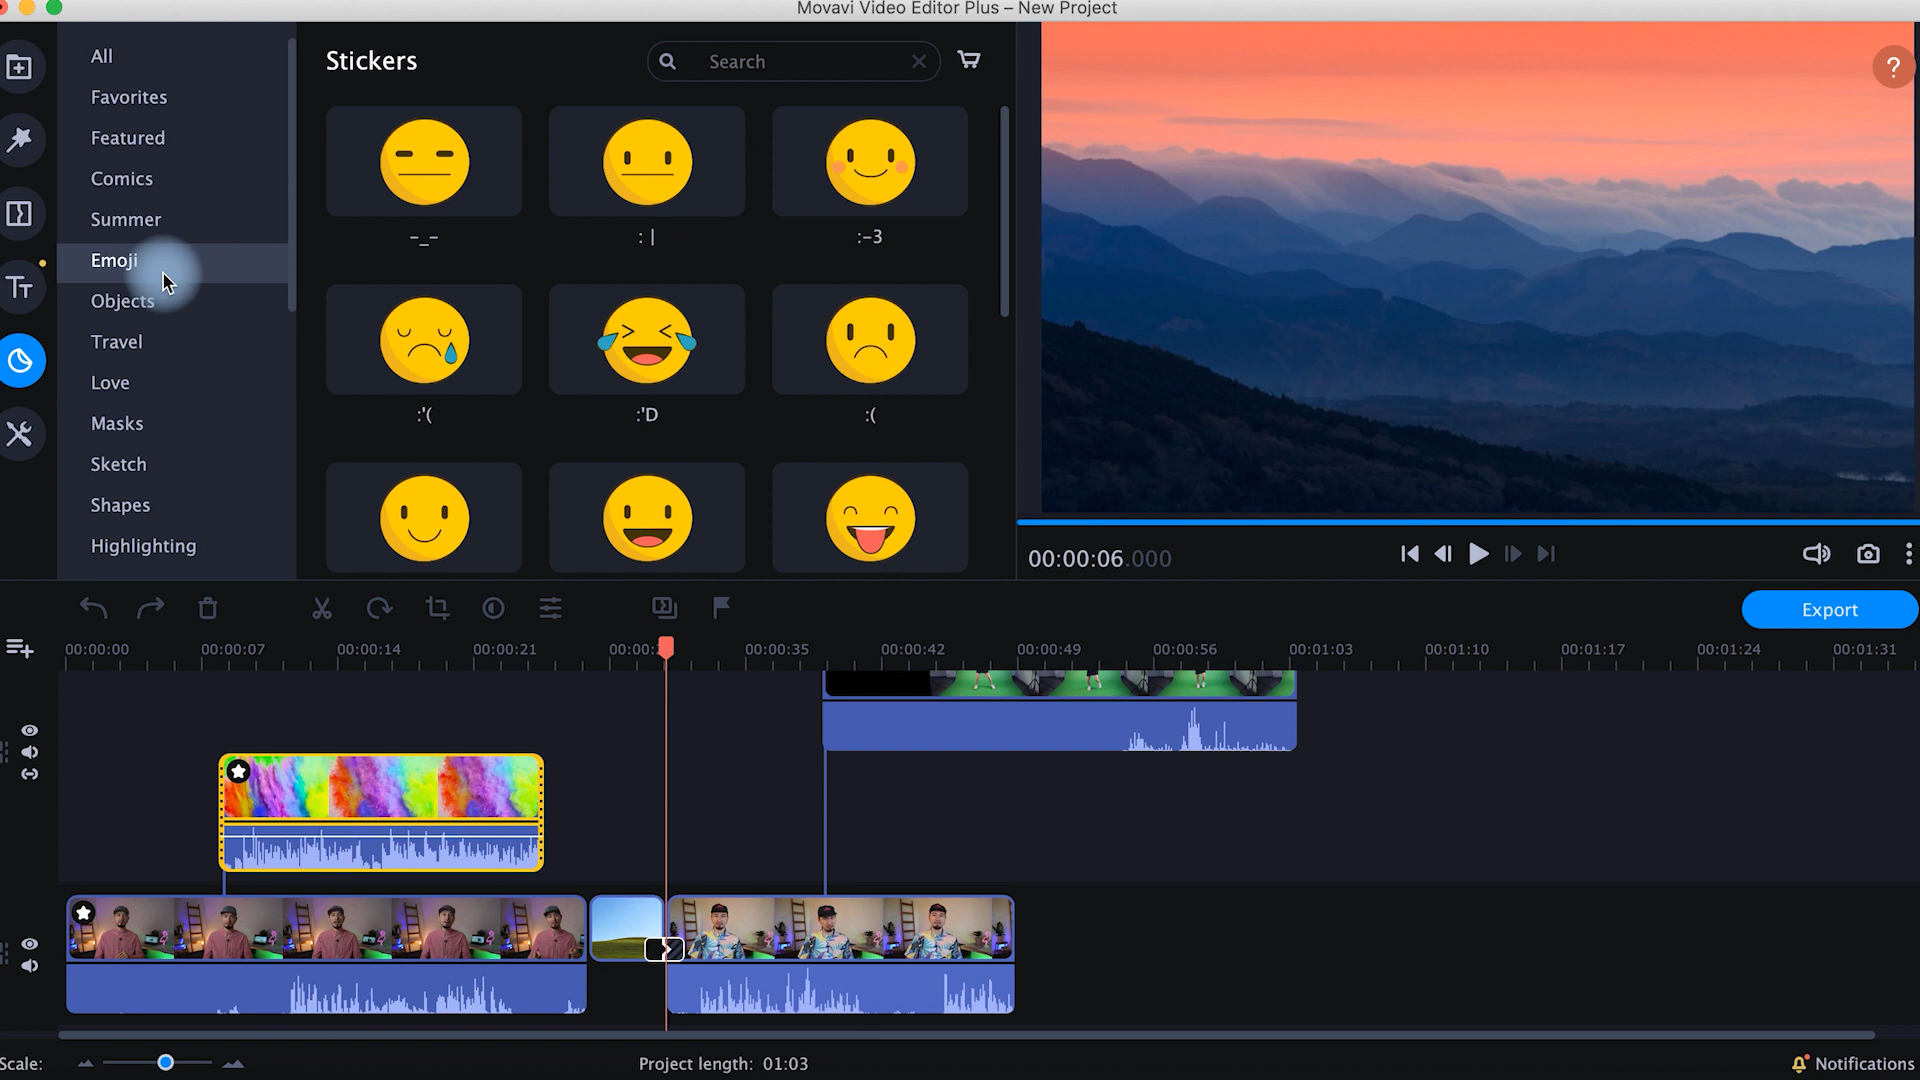 Movavi Video Editor Plus – New Project
All
Favorites
Featured
Comics
Summer
Emoji
Objects
Travel
Love
Masks
Sketch
Shapes
Highlighting
Stickers
Search
-_-
: |
:-3
:'(
:'D
:(
?
00:00:06.000
Export
00:00:00 00:00:07 00:00:14 00:00:21 00:00:35 00:00:42 00:00:49 00:00:56 00:01:03 00:01:10 00:01:17 00:01:24 00:01:31
Scale:
Project length: 01:03
Notifications